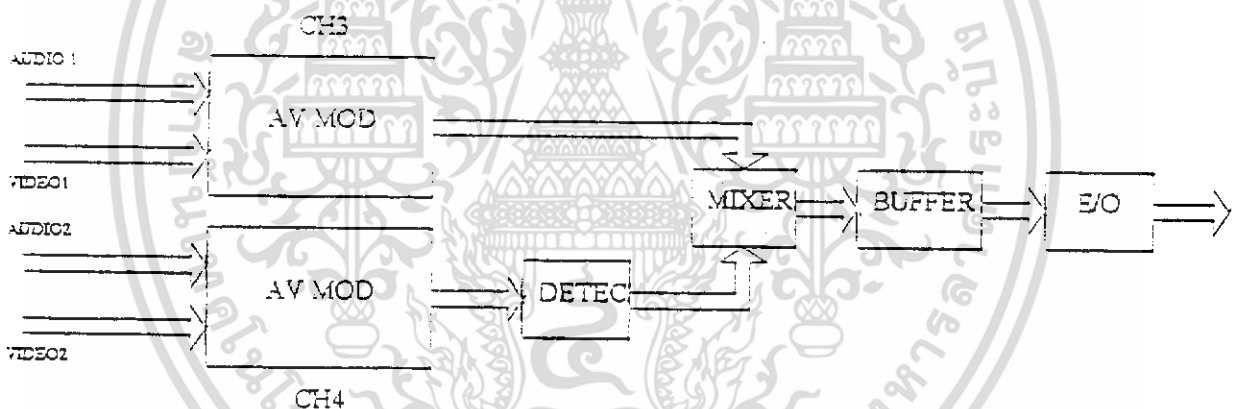 CH3
AUDIO 1
AV MOD
VIDEO1
MIXER
BUFFER
E/O
AUDIO2
AV MOD
DETEC
VIDEO2
CH4